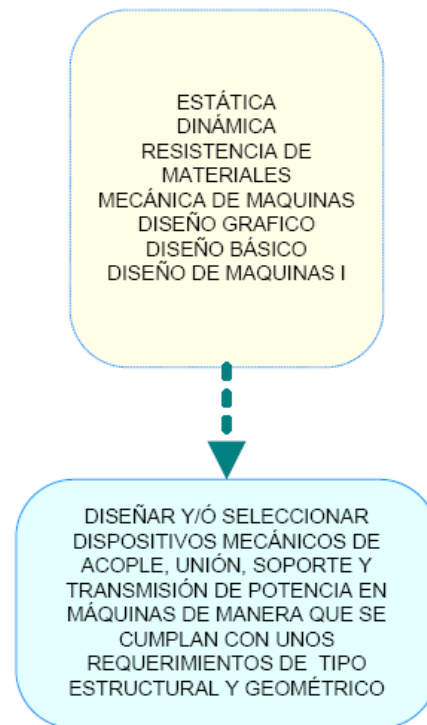 ESTÁTICA
DINÁMICA
RESISTENCIA DE
MATERIALES
MECÁNICA DE MAQUINAS
DISEÑO GRAFICO
DISEÑO BÁSICO
DISEÑO DE MAQUINAS I
DISEÑAR Y/Ó SELECCIONAR
DISPOSITIVOS MECÁNICOS DE
ACOPLE, UNIÓN, SOPORTE Y
TRANSMISIÓN DE POTENCIA EN
MÁQUINAS DE MANERA QUE SE
CUMPLAN CON UNOS
REQUERIMIENTOS DE TIPO
ESTRUCTURAL Y GEOMÉTRICO